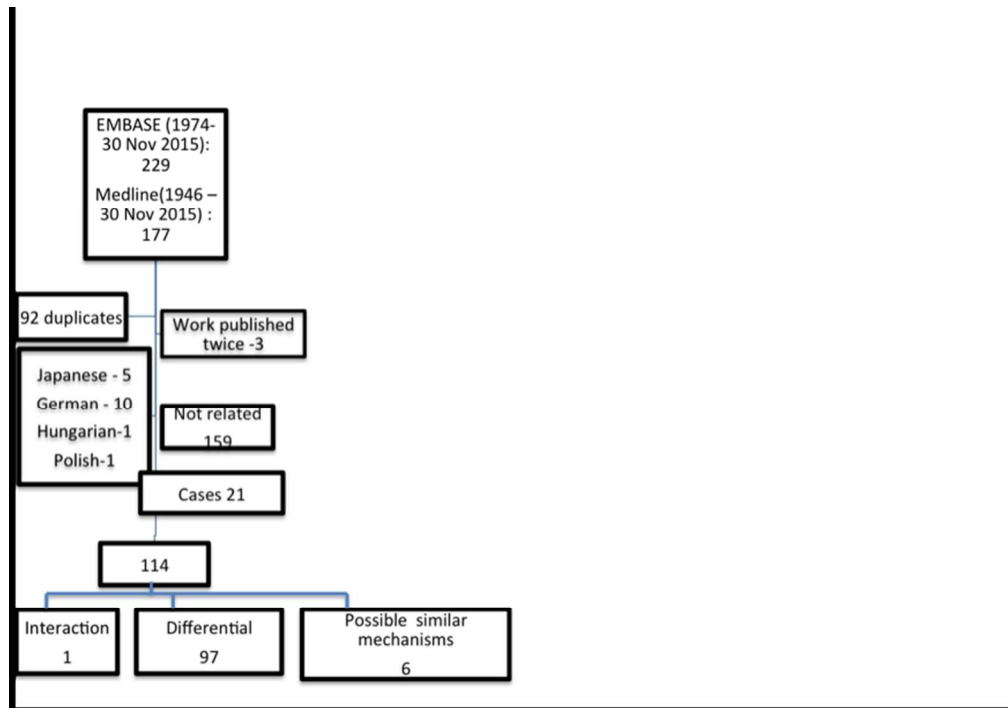 EMBASE (1974-
30 Nov 2015):
229
Medline(1946 –
30 Nov 2015) :
177
92 duplicates
Work published
twice -3
Japanese - 5
German - 10
Hungarian-1
Polish-1
Not related
159
Cases 21
114
Interaction
1
Differential
97
Possible similar
mechanisms
6